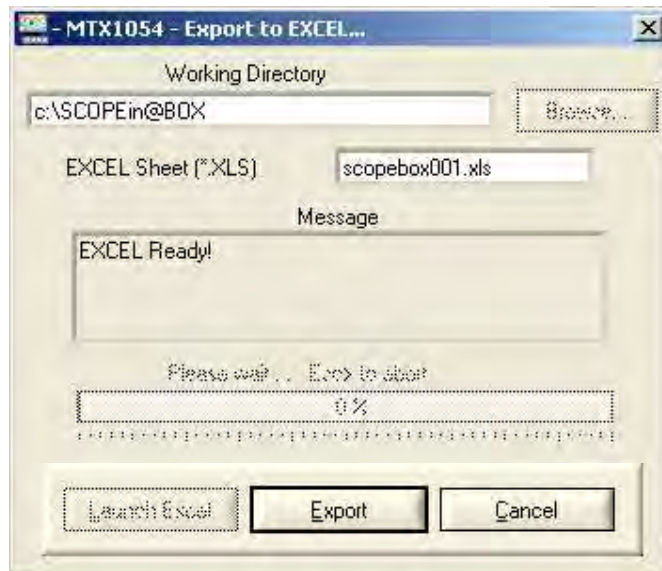 - MTX1054 - Export to EXCEL...
Working Directory
c:\SCOPEin@BOX
Browse...
EXCEL Sheet (*.XLS)
scopebox001.xls
Message
EXCEL Ready!
Please wait... to abort
0 %
Launch Excel
Export
Cancel